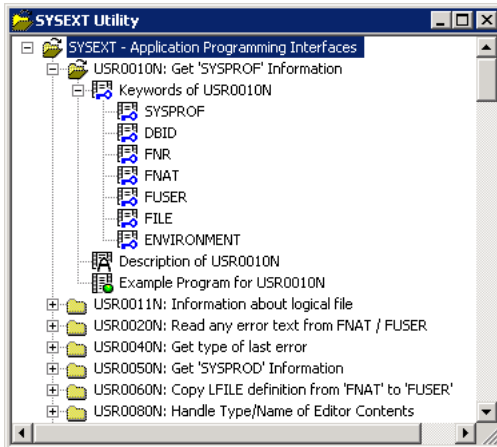 SYSEXT Utility
SYSEXT - Application Programming Interfaces
USR0010N: Get 'SYSPROF' Information
Keywords of USR0010N
SYSPROF
DBID
FNR
FNAT
FUSER
FILE
ENVIRONMENT
Description of USR0010N
Example Program for USR0010N
USR0011N: Information about logical file
USR0020N: Read any error text from FNAT / FUSER
USR0040N: Get type of last error
USR0050N: Get 'SYSPROD' Information
USR0060N: Copy LFILE definition from 'FNAT' to 'FUSER'
USR0080N: Handle Type/Name of Editor Contents